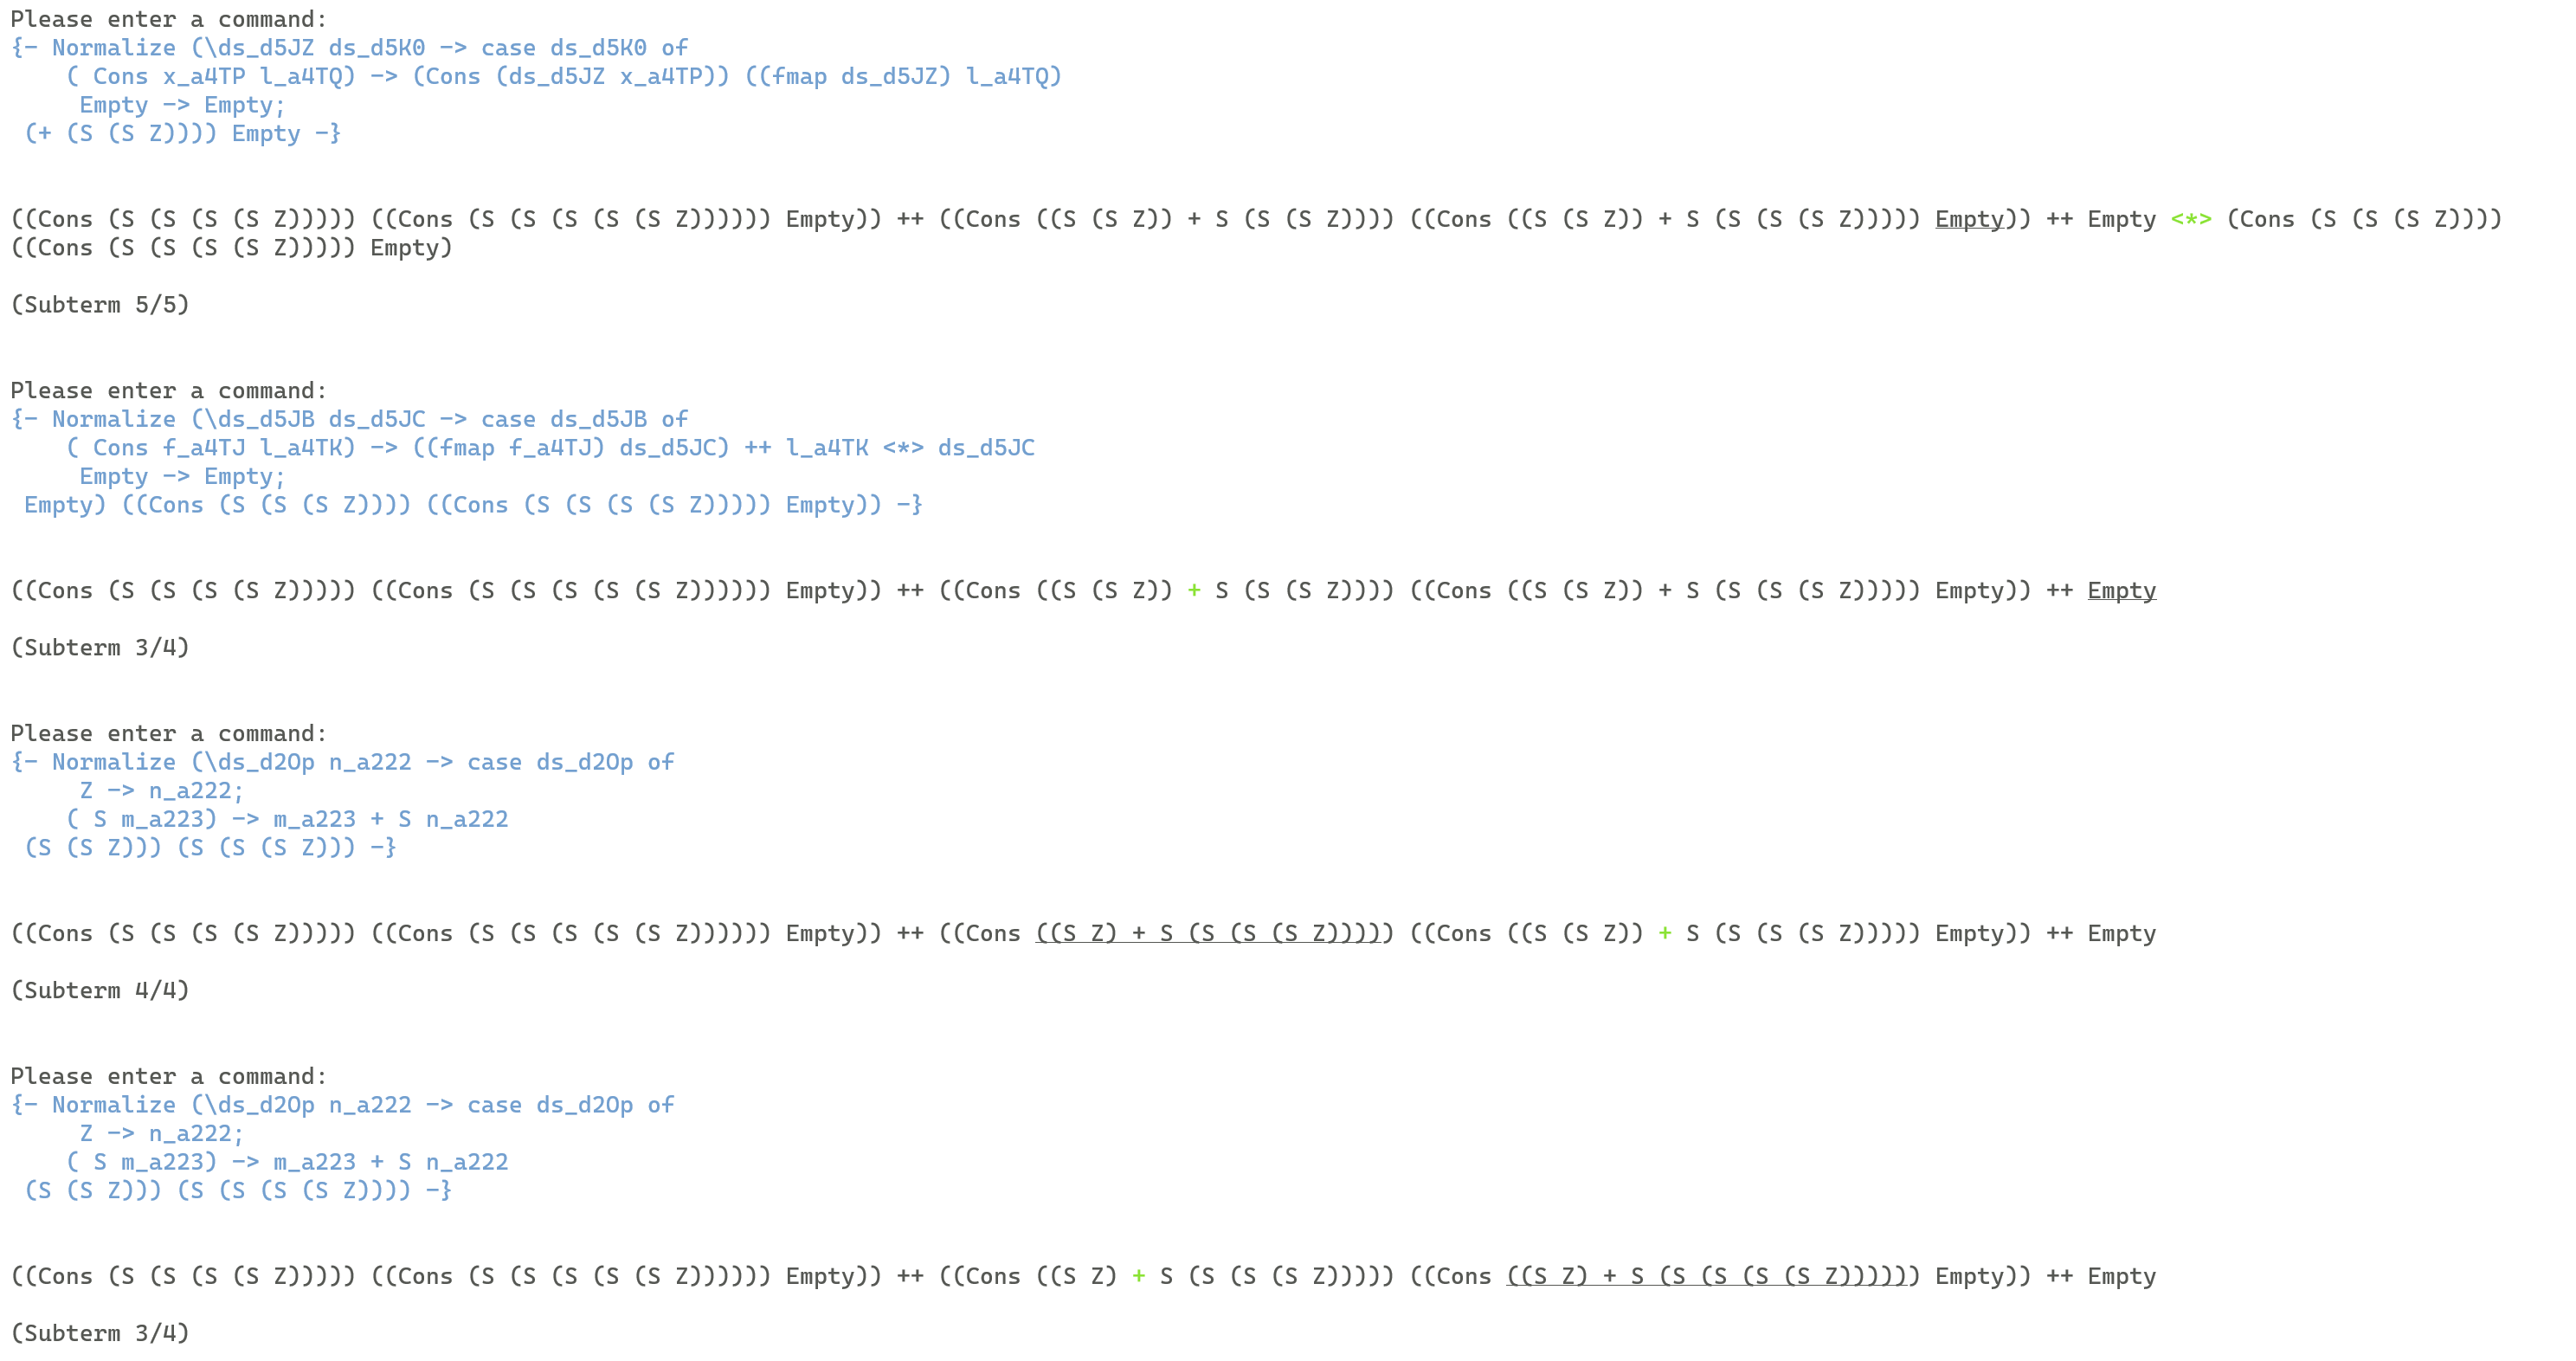 Please enter a command:
{- Normalize (\ds_d5JZ ds_d5K0 -> case ds_d5K0 of
    ( Cons x_a4TP l_a4TQ) -> (Cons (ds_d5JZ x_a4TP)) ((fmap ds_d5JZ) l_a4TQ)
     Empty -> Empty;
 (+ (S (S Z)))) Empty -}
((Cons (S (S (S (S Z))))) ((Cons (S (S (S (S (S Z)))))) Empty)) ++ ((Cons ((S (S Z)) + S (S (S Z)))) ((Cons ((S (S Z)) + S (S (S (S Z))))) Empty)) ++ Empty <*> (Cons (S (S (S Z))))
((Cons (S (S (S (S Z))))) Empty)
(Subterm 5/5)
Please enter a command:
{- Normalize (\ds_d5JB ds_d5JC -> case ds_d5JB of
    ( Cons f_a4TJ l_a4TK) -> ((fmap f_a4TJ) ds_d5JC) ++ l_a4TK <*> ds_d5JC
     Empty -> Empty;
 Empty) ((Cons (S (S (S Z)))) ((Cons (S (S (S (S Z))))) Empty)) -}
((Cons (S (S (S (S Z))))) ((Cons (S (S (S (S (S Z)))))) Empty)) ++ ((Cons ((S (S Z)) + S (S (S Z)))) ((Cons ((S (S Z)) + S (S (S (S Z))))) Empty)) ++ Empty
(Subterm 3/4)
Please enter a command:
{- Normalize (\ds_d2Op n_a222 -> case ds_d2Op of
     Z -> n_a222;
    ( S m_a223) -> m_a223 + S n_a222
 (S (S Z))) (S (S (S Z))) -}
((Cons (S (S (S (S Z))))) ((Cons (S (S (S (S (S Z)))))) Empty)) ++ ((Cons ((S Z) + S (S (S (S Z))))) ((Cons ((S (S Z)) + S (S (S (S Z))))) Empty)) ++ Empty
(Subterm 4/4)
Please enter a command:
{- Normalize (\ds_d2Op n_a222 -> case ds_d2Op of
     Z -> n_a222;
    ( S m_a223) -> m_a223 + S n_a222
 (S (S Z))) (S (S (S (S Z)))) -}
((Cons (S (S (S (S Z))))) ((Cons (S (S (S (S (S Z)))))) Empty)) ++ ((Cons ((S Z) + S (S (S (S Z))))) ((Cons ((S Z) + S (S (S (S (S Z)))))) Empty)) ++ Empty
(Subterm 3/4)